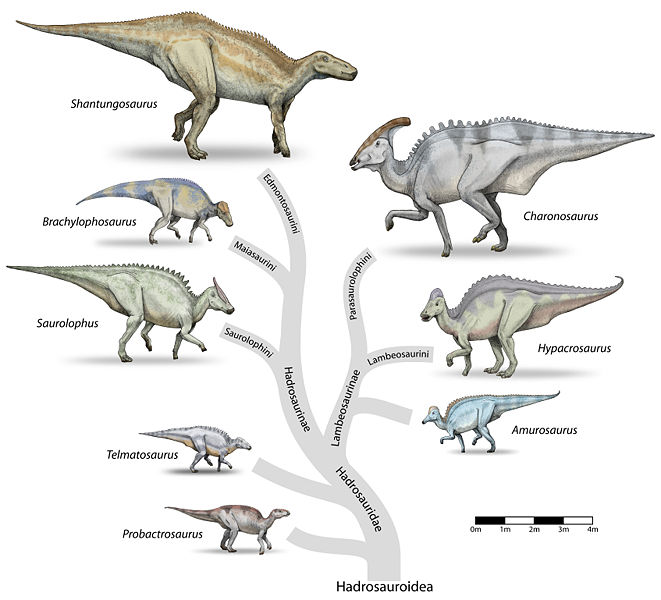 Shantungosaurus
Edmontosaurini
Charonosaurus
Brachylophosaurus
Maiasaurini
Parasaurolophini
Saurolophus
Saurolophini
Lambeosaurini
Hypacrosaurus
Hadrosaurinae
Lambeosaurinae
Amurosaurus
Telmatosaurus
Hadrosauridae
Probactrosaurus
0m 1m 2m 3m 4m
Hadrosauroidea